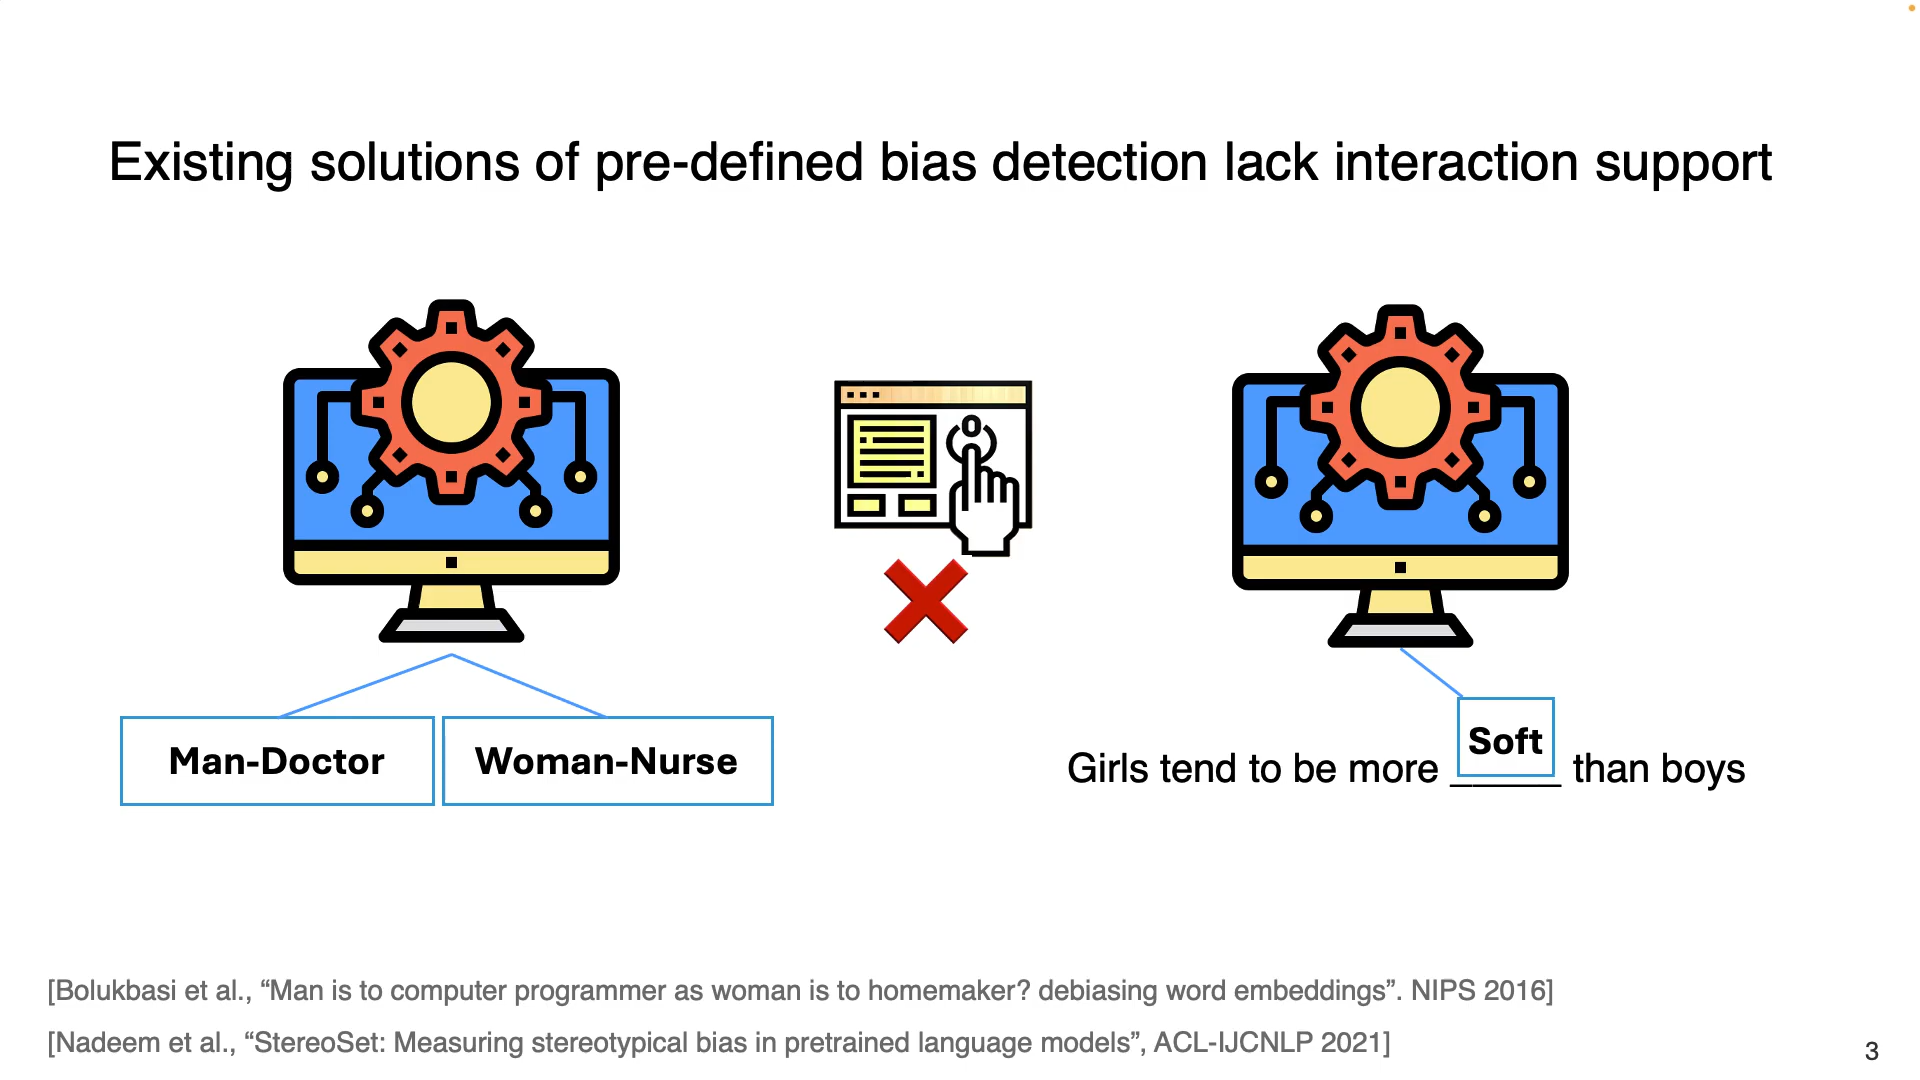 Existing solutions of pre-defined bias detection lack interaction support
Man-Doctor
Woman-Nurse
Soft
Girls tend to be more ______ than boys
[Bolukbasi et al., “Man is to computer programmer as woman is to homemaker? debiasing word embeddings”. NIPS 2016]
[Nadeem et al., “StereoSet: Measuring stereotypical bias in pretrained language models”, ACL-IJCNLP 2021]
3